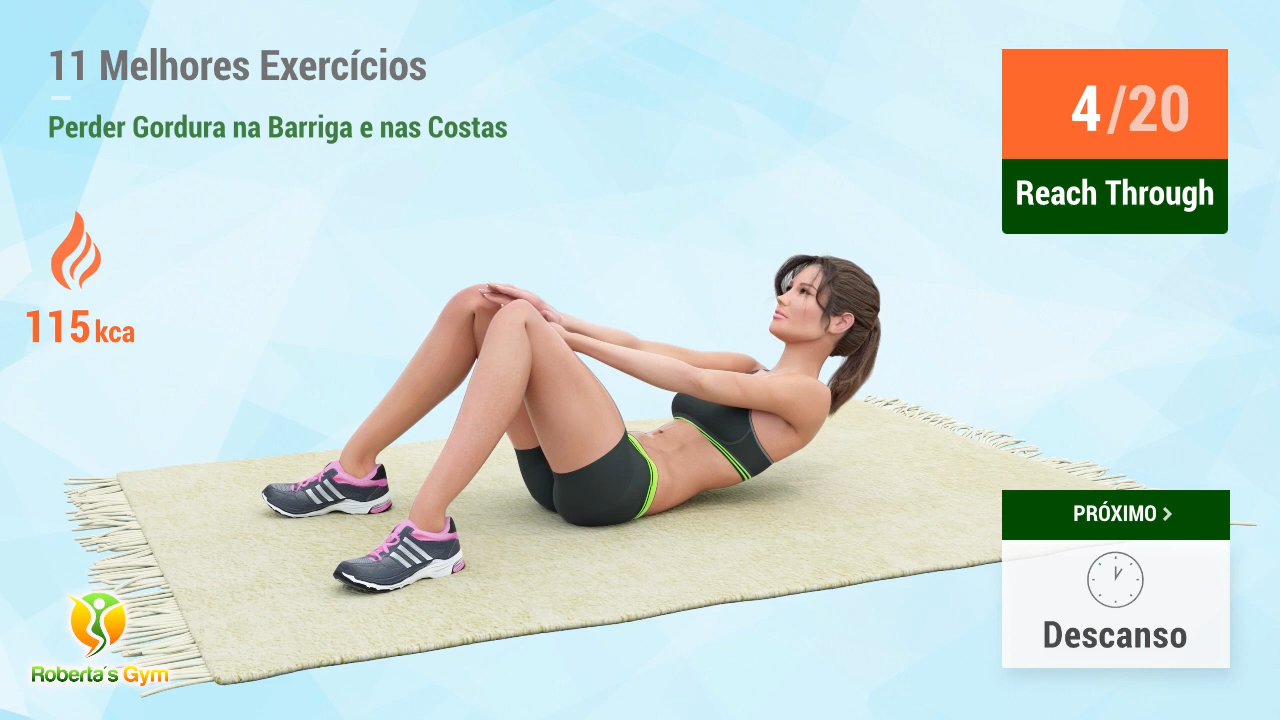 11 Melhores Exercícios
Perder Gordura na Barriga e nas Costas
4/20
Reach Through
115 kca
PRÓXIMO >
Descanso
Roberta´s Gym